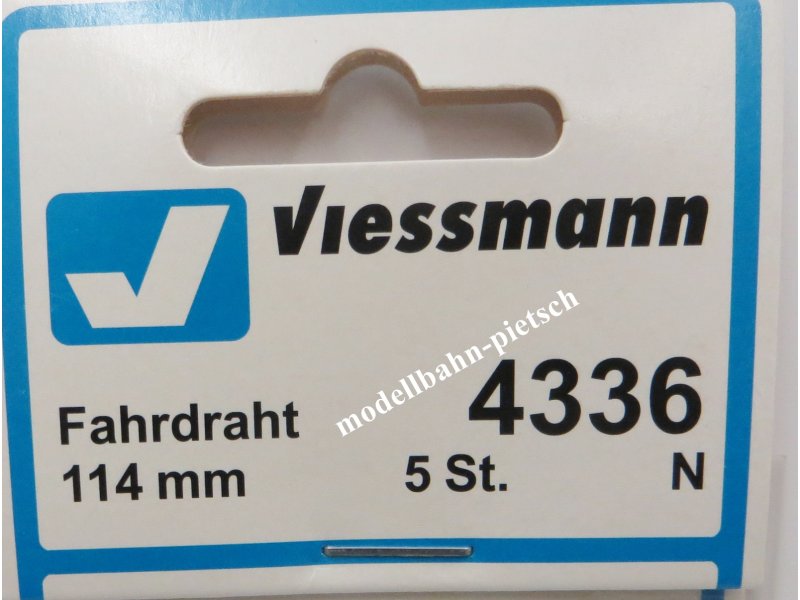 Viessmann
modellbahn-pietsch
4336
Fahrdraht
114 mm
5 St.
N